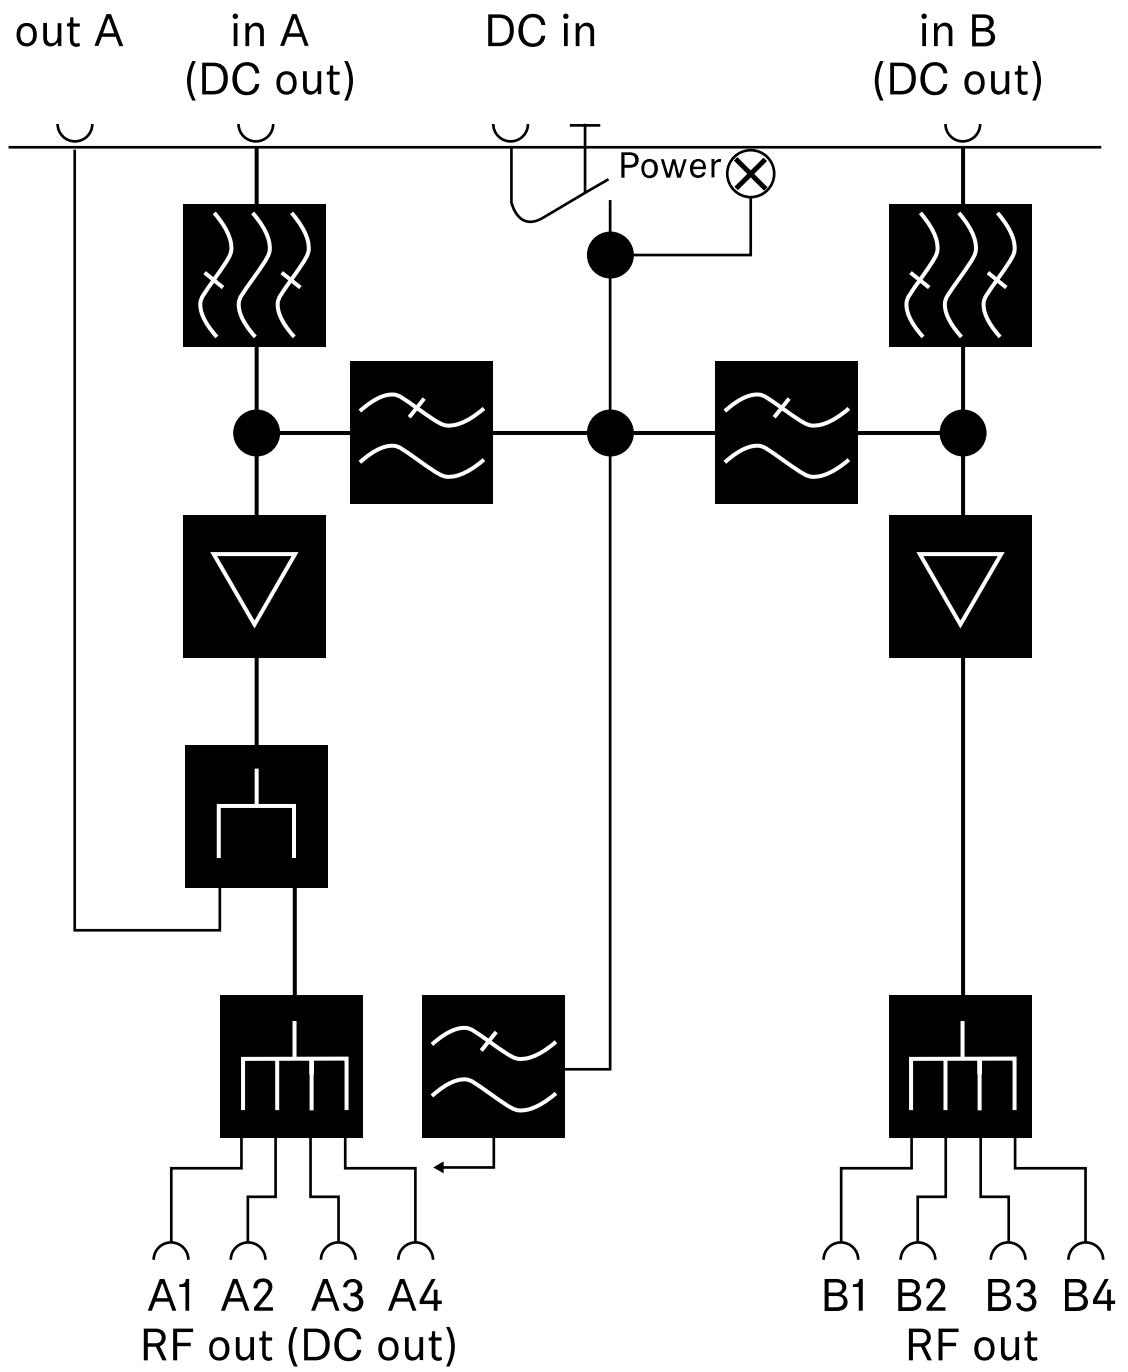 out A
in A
(DC out)
DC in
in B
(DC out)
Power
A1 A2 A3 A4
RF out (DC out)
B1 B2 B3 B4
RF out